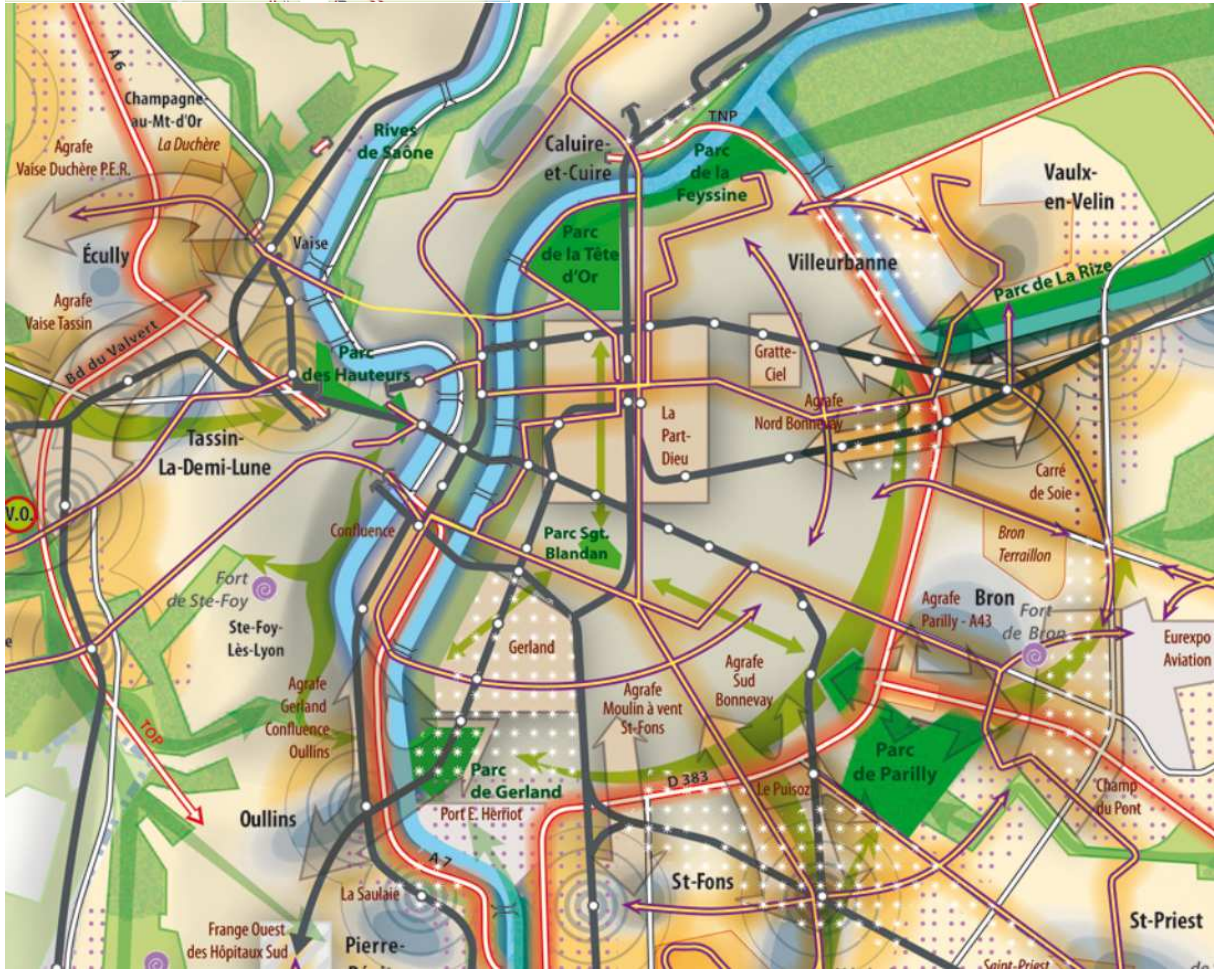 A 6
Champagne-
au-Mt-d'Or
La Duchère
Agrafe
Vaise Duchère P.E.R.
Rives
de Saône
Caluire-
et-Cuire
TNP
Parc
de la
Feyssine
Vaulx-
en-Velin
Vaise
Écully
Parc
de la Tête
d'Or
Villeurbanne
Parc de La Rize
Agrafe
Vaise Tassin
Bd du Valvert
Parc
des Hauteurs
Gratte-
Ciel
Agrafe
Nord Bonnevay
La
Part-
Dieu
Tassin-
La-Demi-Lune
Carré
de Soie
V.O.
Confluence
Parc Sgt.
Blandan
Bron
Terraillon
Fort
de Ste-Foy
Ste-Foy-
Lès-Lyon
Bron
Agrafe
Parilly - A43
Fort
de Bron
Eurexpo
Aviation
Gerland
Agrafe
Gerland
Confluence
Oullins
Agrafe
Moulin à vent
St-Fons
Agrafe
Sud
Bonnevay
TOP
Parc
de Gerland
D 383
Le Puisoz
Parc
de Parilly
Champ
du Pont
Oullins
Port E. Herriot
A 7
La Saulaie
St-Fons
St-Priest
Frange Ouest
des Hôpitaux Sud
Pierre-
Saint-Priest
de